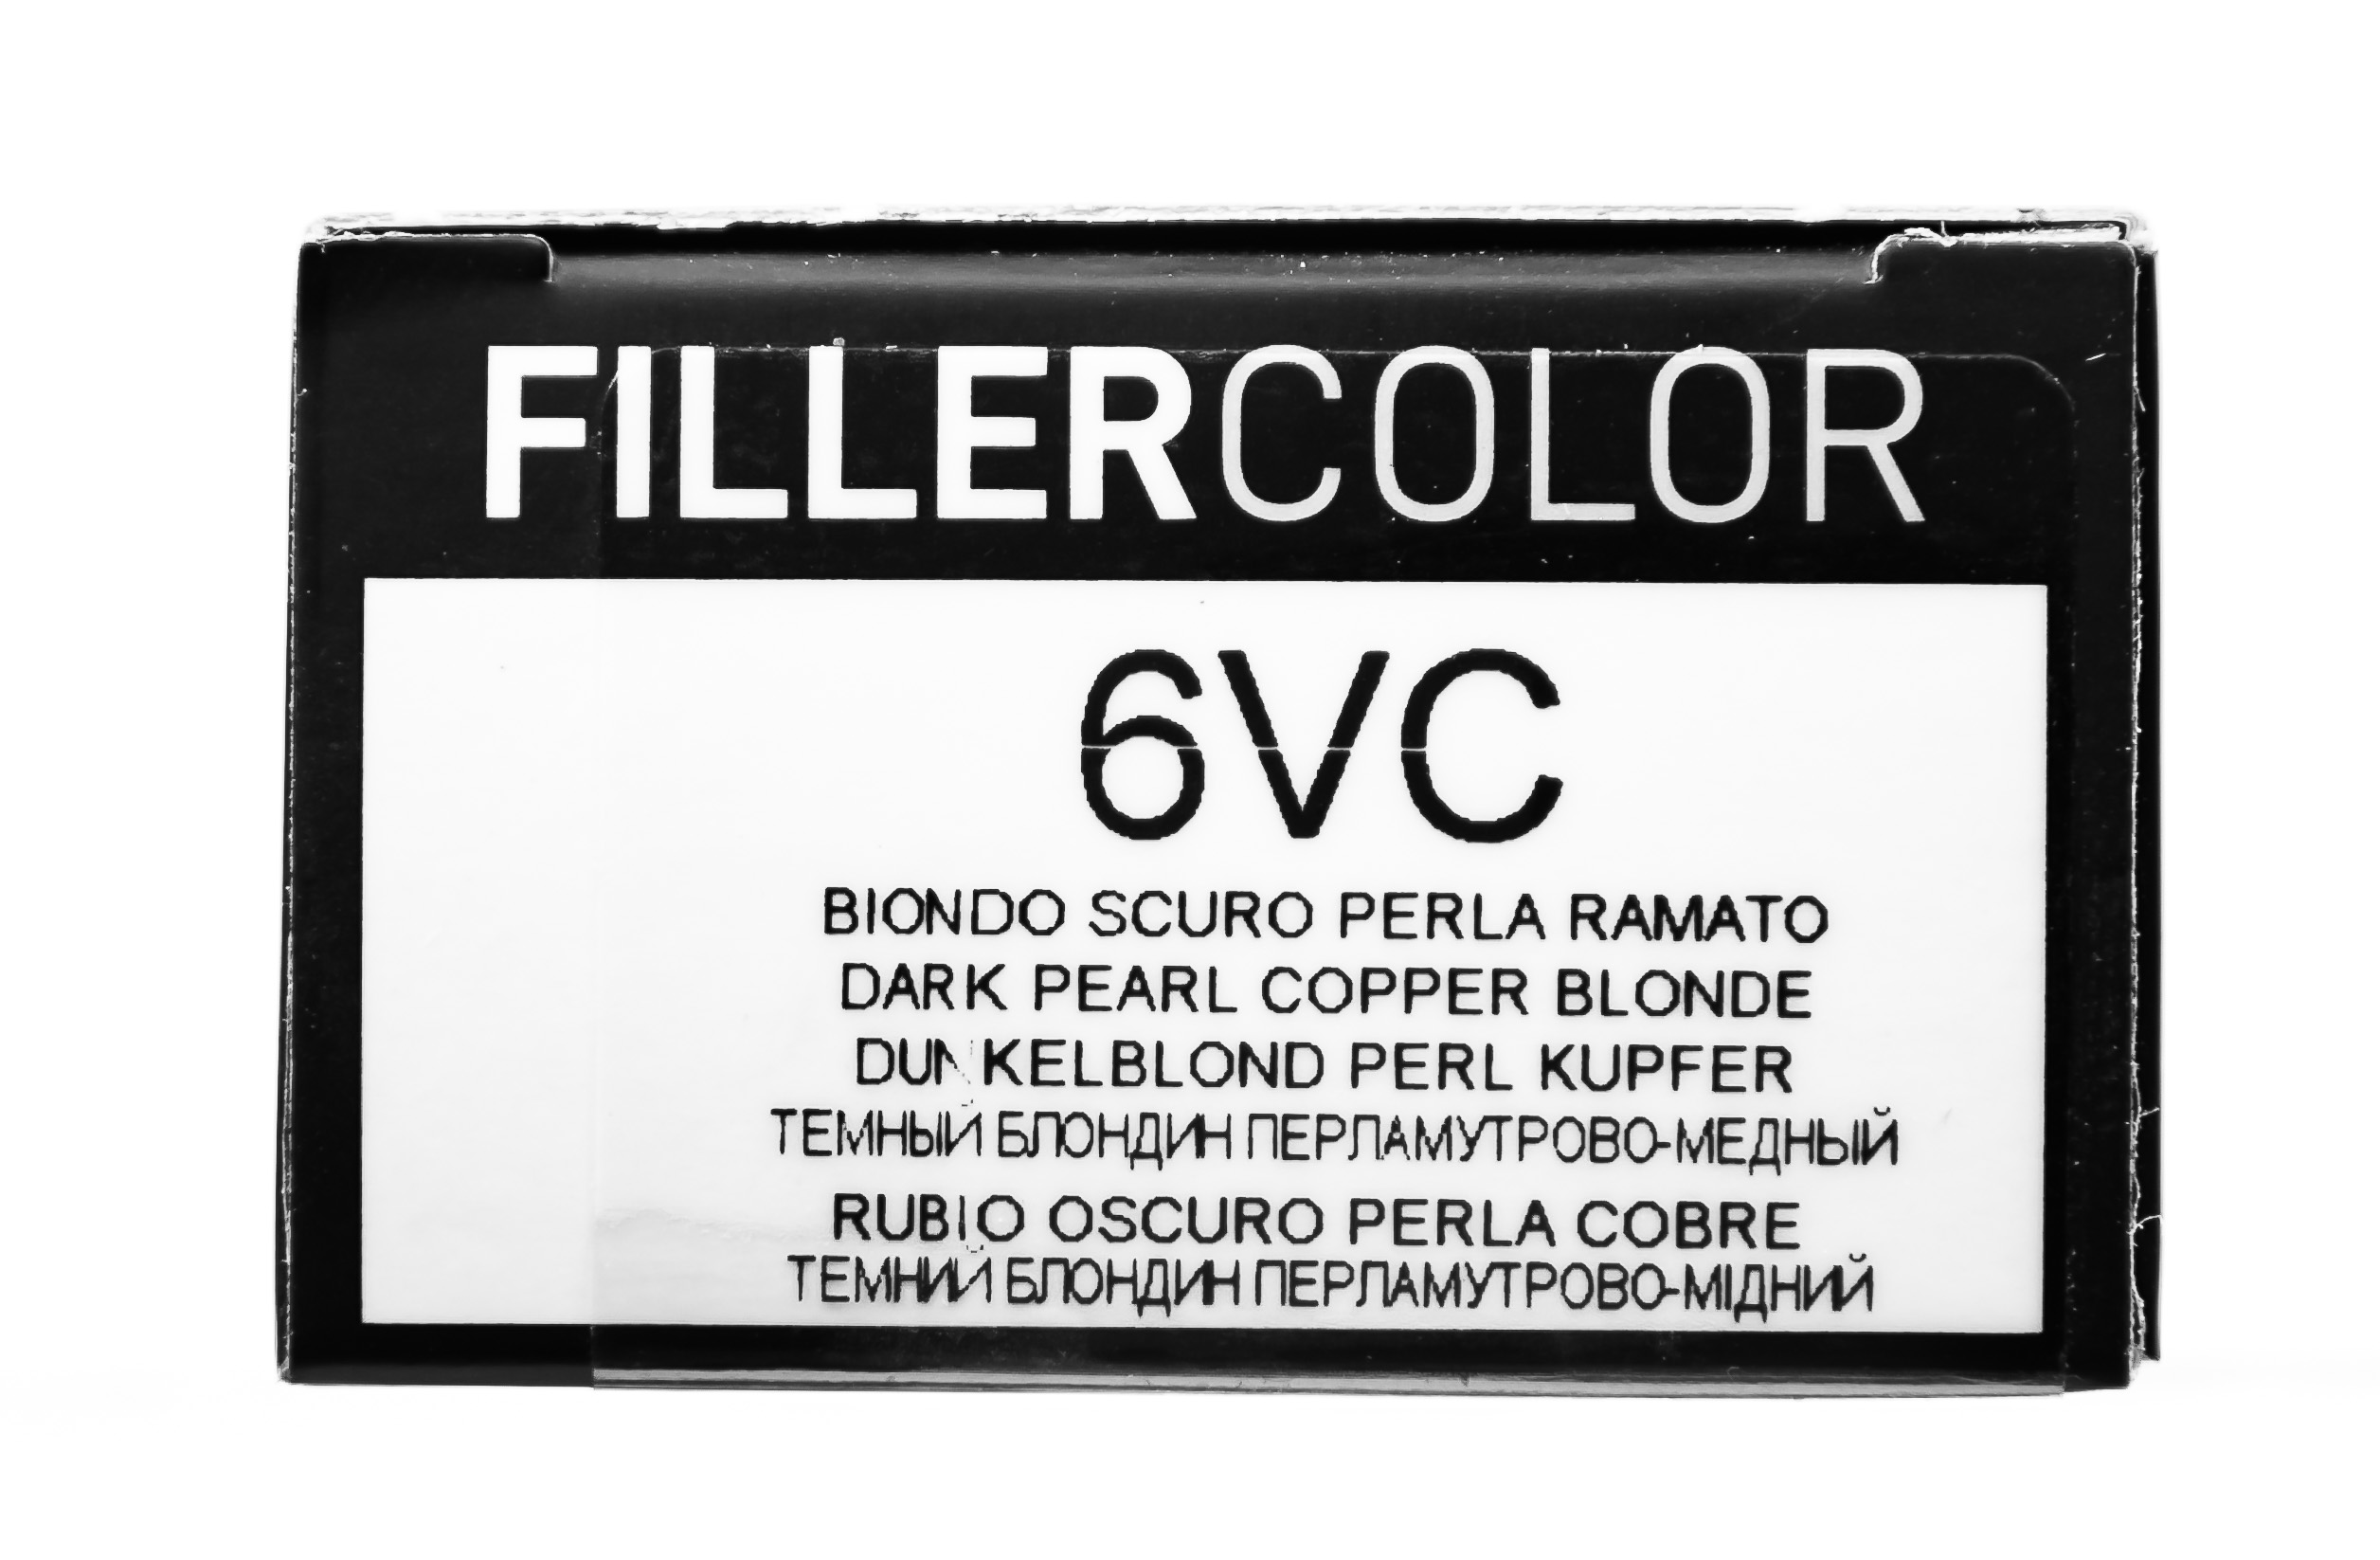 FILLERCOLOR
6VC
BIONDO SCURO PERLA RAMATO
DARK PEARL COPPER BLONDE
DUNKELBLOND PERL KUPFER
ТЕМНЫЙ БЛОНДИН ПЕРЛАМУТРОВО-МЕДНЫЙ
RUBIO OSCURO PERLA COBRE
ТЕМНИЙ БЛОНДИН ПЕРЛАМУТРОВО-МІДНИЙ